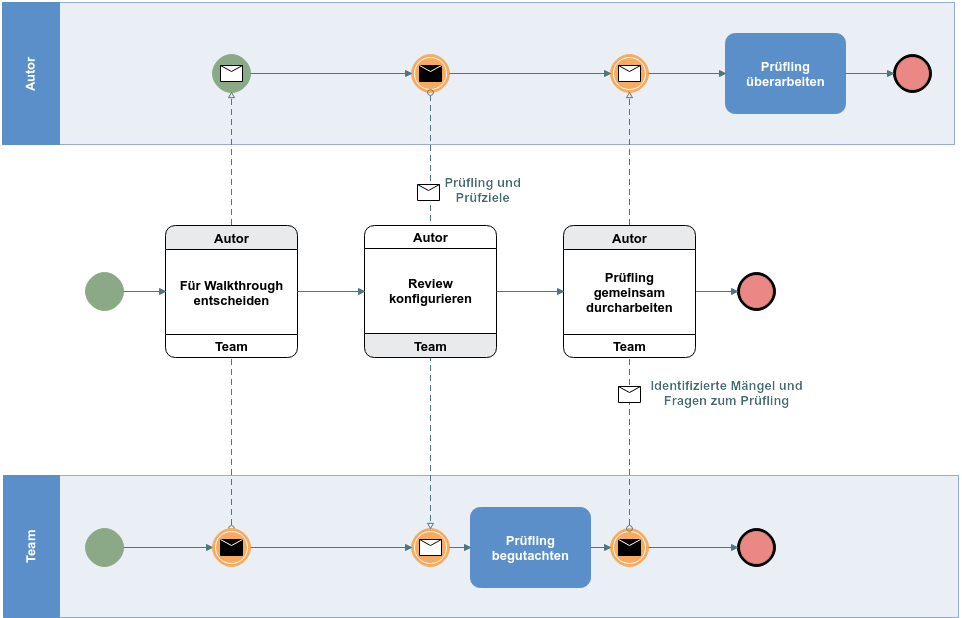 Autor
Prüfling
überarbeiten
Prüfling und
Prüfziele
Autor
Für Walkthrough
entscheiden
Team
Autor
Review
konfigurieren
Team
Autor
Prüfling
gemeinsam
durcharbeiten
Team
Identifizierte Mängel und
Fragen zum Prüfling
Team
Prüfling
begutachten